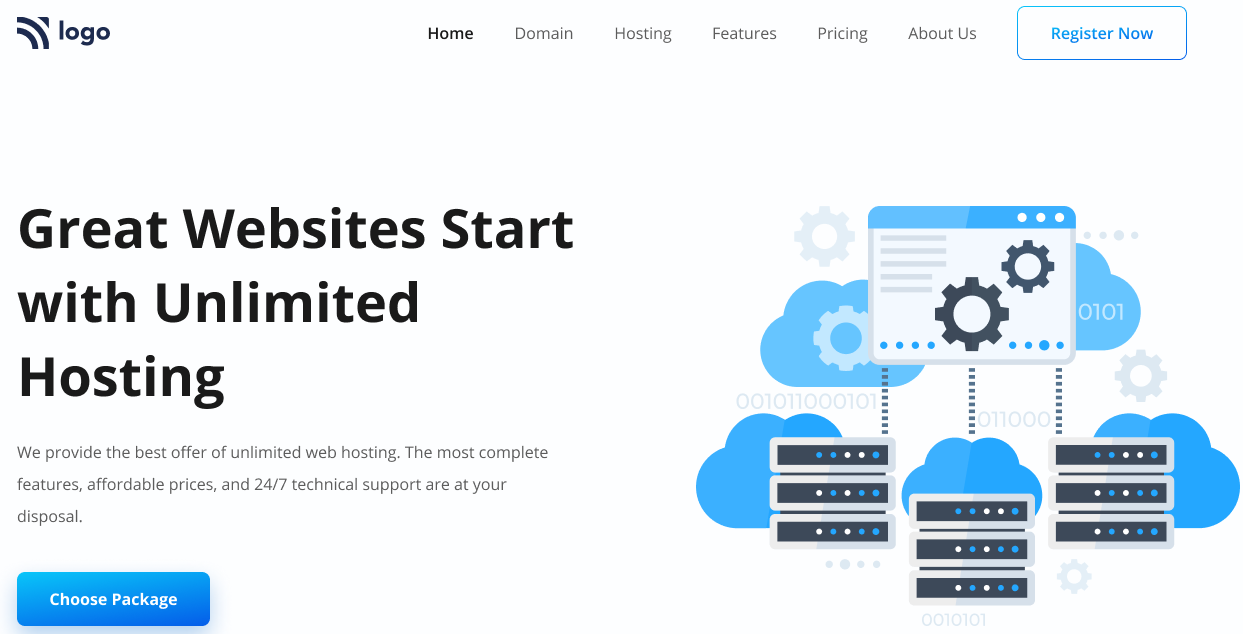 logo
Home
Domain
Hosting
Features
Pricing
About Us
Register Now
Great Websites Start
with Unlimited
Hosting
We provide the best offer of unlimited web hosting. The most complete
features, affordable prices, and 24/7 technical support are at your
disposal.
Choose Package
0101
001011000101
011000
0010101